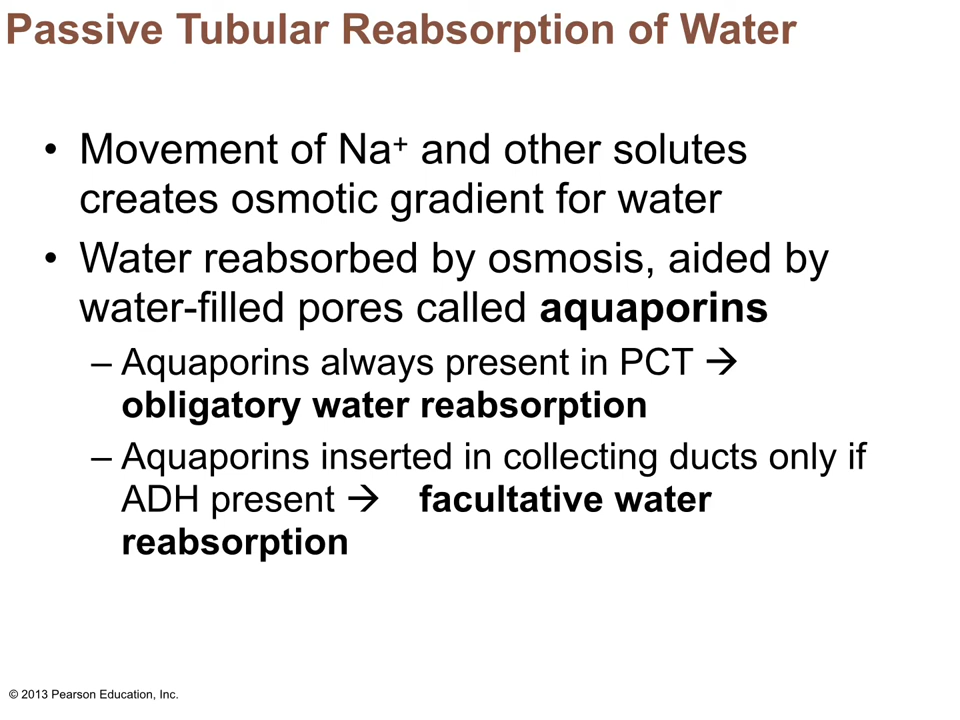 Passive Tubular Reabsorption of Water
• Movement of Na⁺ and other solutes
creates osmotic gradient for water
• Water reabsorbed by osmosis, aided by
water-filled pores called aquaporins
– Aquaporins always present in PCT →
obligatory water reabsorption
– Aquaporins inserted in collecting ducts only if
ADH present → facultative water
reabsorption
© 2013 Pearson Education, Inc.